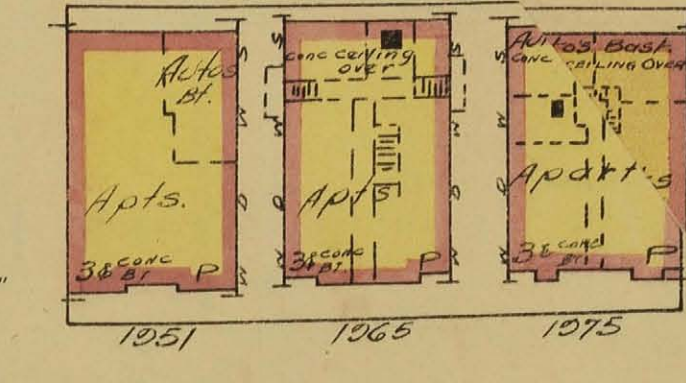 Autos
Bt.
Apts.
3 & CONC
BT
P
1951
CONC CEILING
OVER
Apts
3 & CONC
BT.
P
1965
Autos Bast.
CONC CEILING OVER
Apart's
3 & CONC
BT.
P
1975